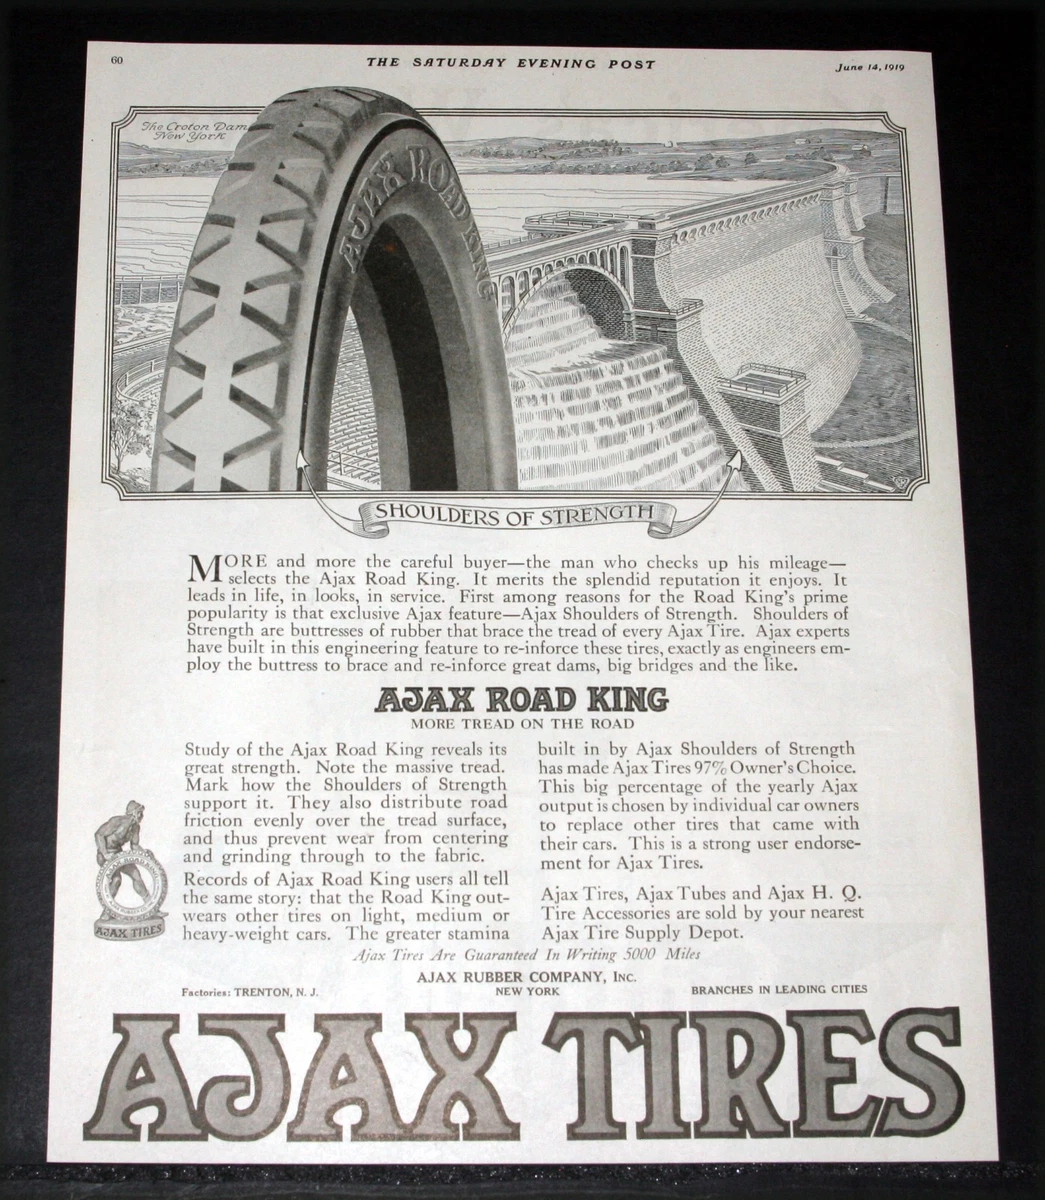 60
THE SATURDAY EVENING POST
June 14, 1919
The Croton Dam
New York
AJAX ROAD KING
SHOULDERS OF STRENGTH
MORE and more the careful buyer—the man who checks up his mileage—
selects the Ajax Road King. It merits the splendid reputation it enjoys. It
leads in life, in looks, in service. First among reasons for the Road King's prime
popularity is that exclusive Ajax feature—Ajax Shoulders of Strength. Shoulders of
Strength are buttresses of rubber that brace the tread of every Ajax Tire. Ajax experts
have built in this engineering feature to re-inforce these tires, exactly as engineers em-
ploy the buttress to brace and re-inforce great dams, big bridges and the like.
AJAX ROAD KING
MORE TREAD ON THE ROAD
Study of the Ajax Road King reveals its
great strength. Note the massive tread.
Mark how the Shoulders of Strength
support it. They also distribute road
friction evenly over the tread surface,
and thus prevent wear from centering
and grinding through to the fabric.
Records of Ajax Road King users all tell
the same story: that the Road King out-
wears other tires on light, medium or
heavy-weight cars. The greater stamina
built in by Ajax Shoulders of Strength
has made Ajax Tires 97% Owner's Choice.
This big percentage of the yearly Ajax
output is chosen by individual car owners
to replace other tires that came with
their cars. This is a strong user endorse-
ment for Ajax Tires.
Ajax Tires, Ajax Tubes and Ajax H. Q.
Tire Accessories are sold by your nearest
Ajax Tire Supply Depot.
AJAX TIRES
Ajax Tires Are Guaranteed In Writing 5000 Miles
AJAX RUBBER COMPANY, INC.
Factories: TRENTON, N. J.
NEW YORK
BRANCHES IN LEADING CITIES
AJAX TIRES